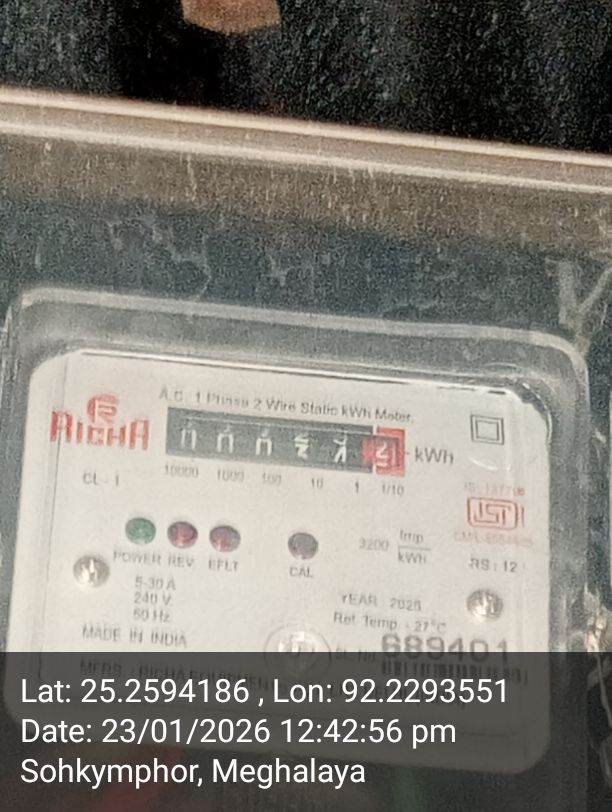 A.C. 1 Phase 2 Wire Static kWh Meter.
RICHA
kWh
10000 1000 100 10 1 1/10
CL - 1
3200 Imp
kWh
POWER REV EFLT
CAL
RS : 12
5-30 A
240 V.
50 Hz.
YEAR : 2025
Ref. Temp. - 27°C
MADE IN INDIA
SL.No. 689401
Lat: 25.2594186 , Lon: 92.2293551
Date: 23/01/2026 12:42:56 pm
Sohkymphor, Meghalaya